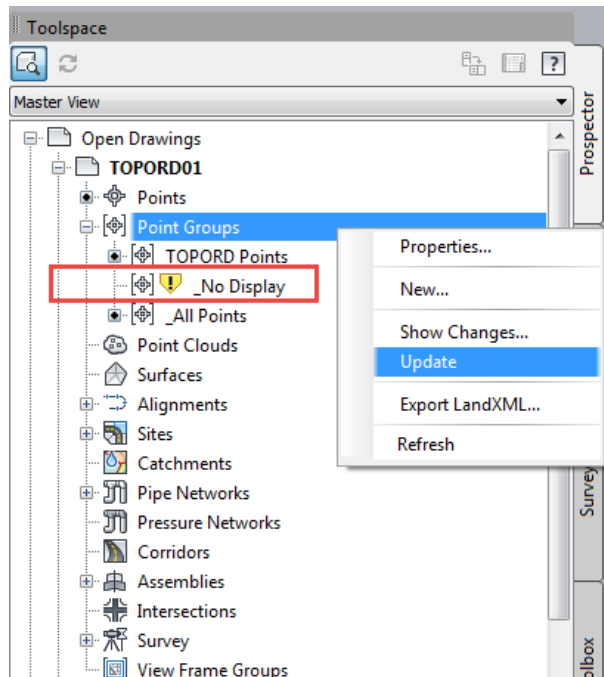 Toolspace
?
Master View
Open Drawings
TOPORD01
Points
Point Groups
TOPORD Points
_No Display
_All Points
Point Clouds
Surfaces
Alignments
Sites
Catchments
Pipe Networks
Pressure Networks
Corridors
Assemblies
Intersections
Survey
View Frame Groups
Properties...
New...
Show Changes...
Update
Export LandXML...
Refresh
Prospector
Survey